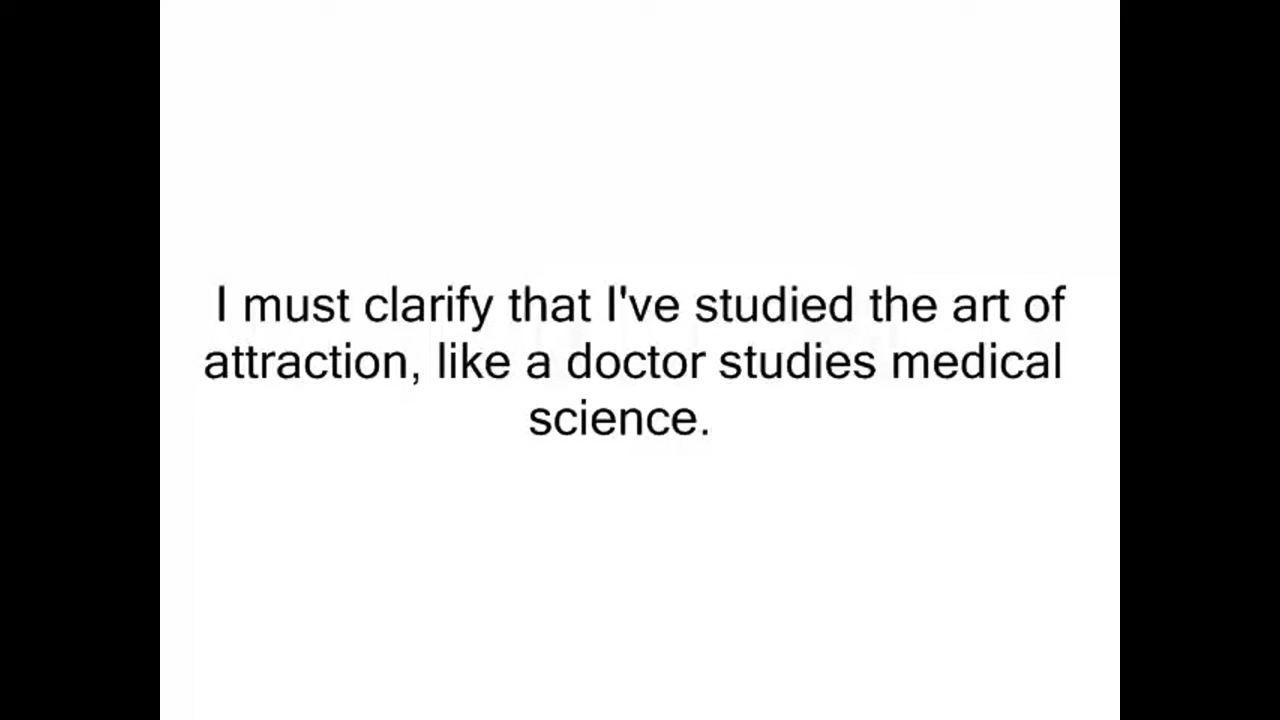 I must clarify that I've studied the art of
attraction, like a doctor studies medical
science.